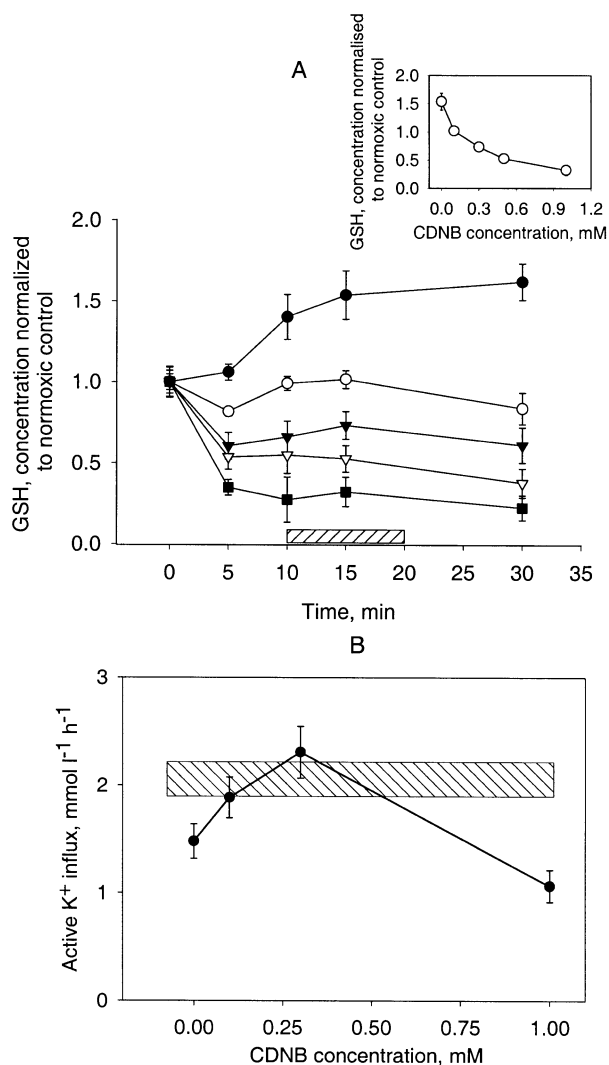 A
GSH, concentration normalised
to normoxic control
2.0
1.5
1.0
0.5
0.0
0.0 0.3 0.6 0.9 1.2
CDNB concentration, mM
GSH, concentration normalized
to normoxic control
2.0
1.5
1.0
0.5
0.0
0 5 10 15 20 25 30 35
Time, min
B
Active K⁺ influx, mmol l⁻¹ h⁻¹
3
2
1
0
0.00 0.25 0.50 0.75 1.00
CDNB concentration, mM